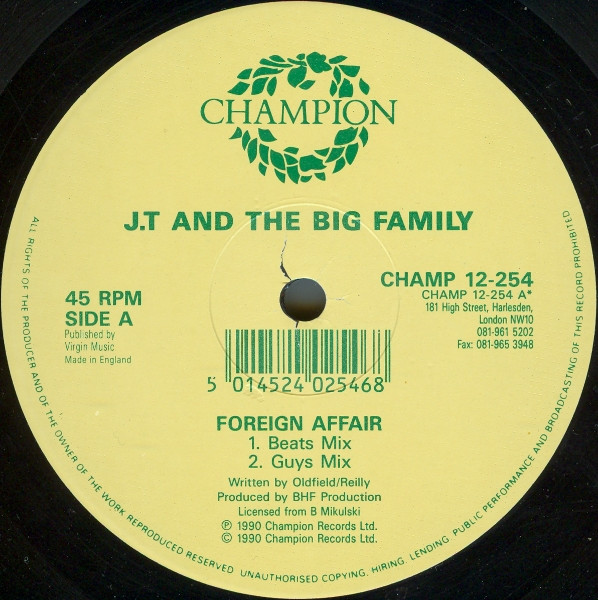 CHAMPION
J.T AND THE BIG FAMILY
45 RPM
SIDE A
Published by
Virgin Music
Made in England
CHAMP 12-254
CHAMP 12-254 A*
181 High Street, Harlesden,
London NW10
081-961 5202
Fax: 081-965 3948
5 014524 025468
FOREIGN AFFAIR
1. Beats Mix
2. Guys Mix
Written by Oldfield/Reilly
Produced by BHF Production
Licensed from B Mikulski
℗ 1990 Champion Records Ltd.
© 1990 Champion Records Ltd.
ALL RIGHTS OF THE PRODUCER AND OF THE OWNER OF THE WORK REPRODUCED RESERVED. UNAUTHORISED COPYING, HIRING, LENDING, PUBLIC PERFORMANCE AND BROADCASTING OF THIS RECORD PROHIBITED